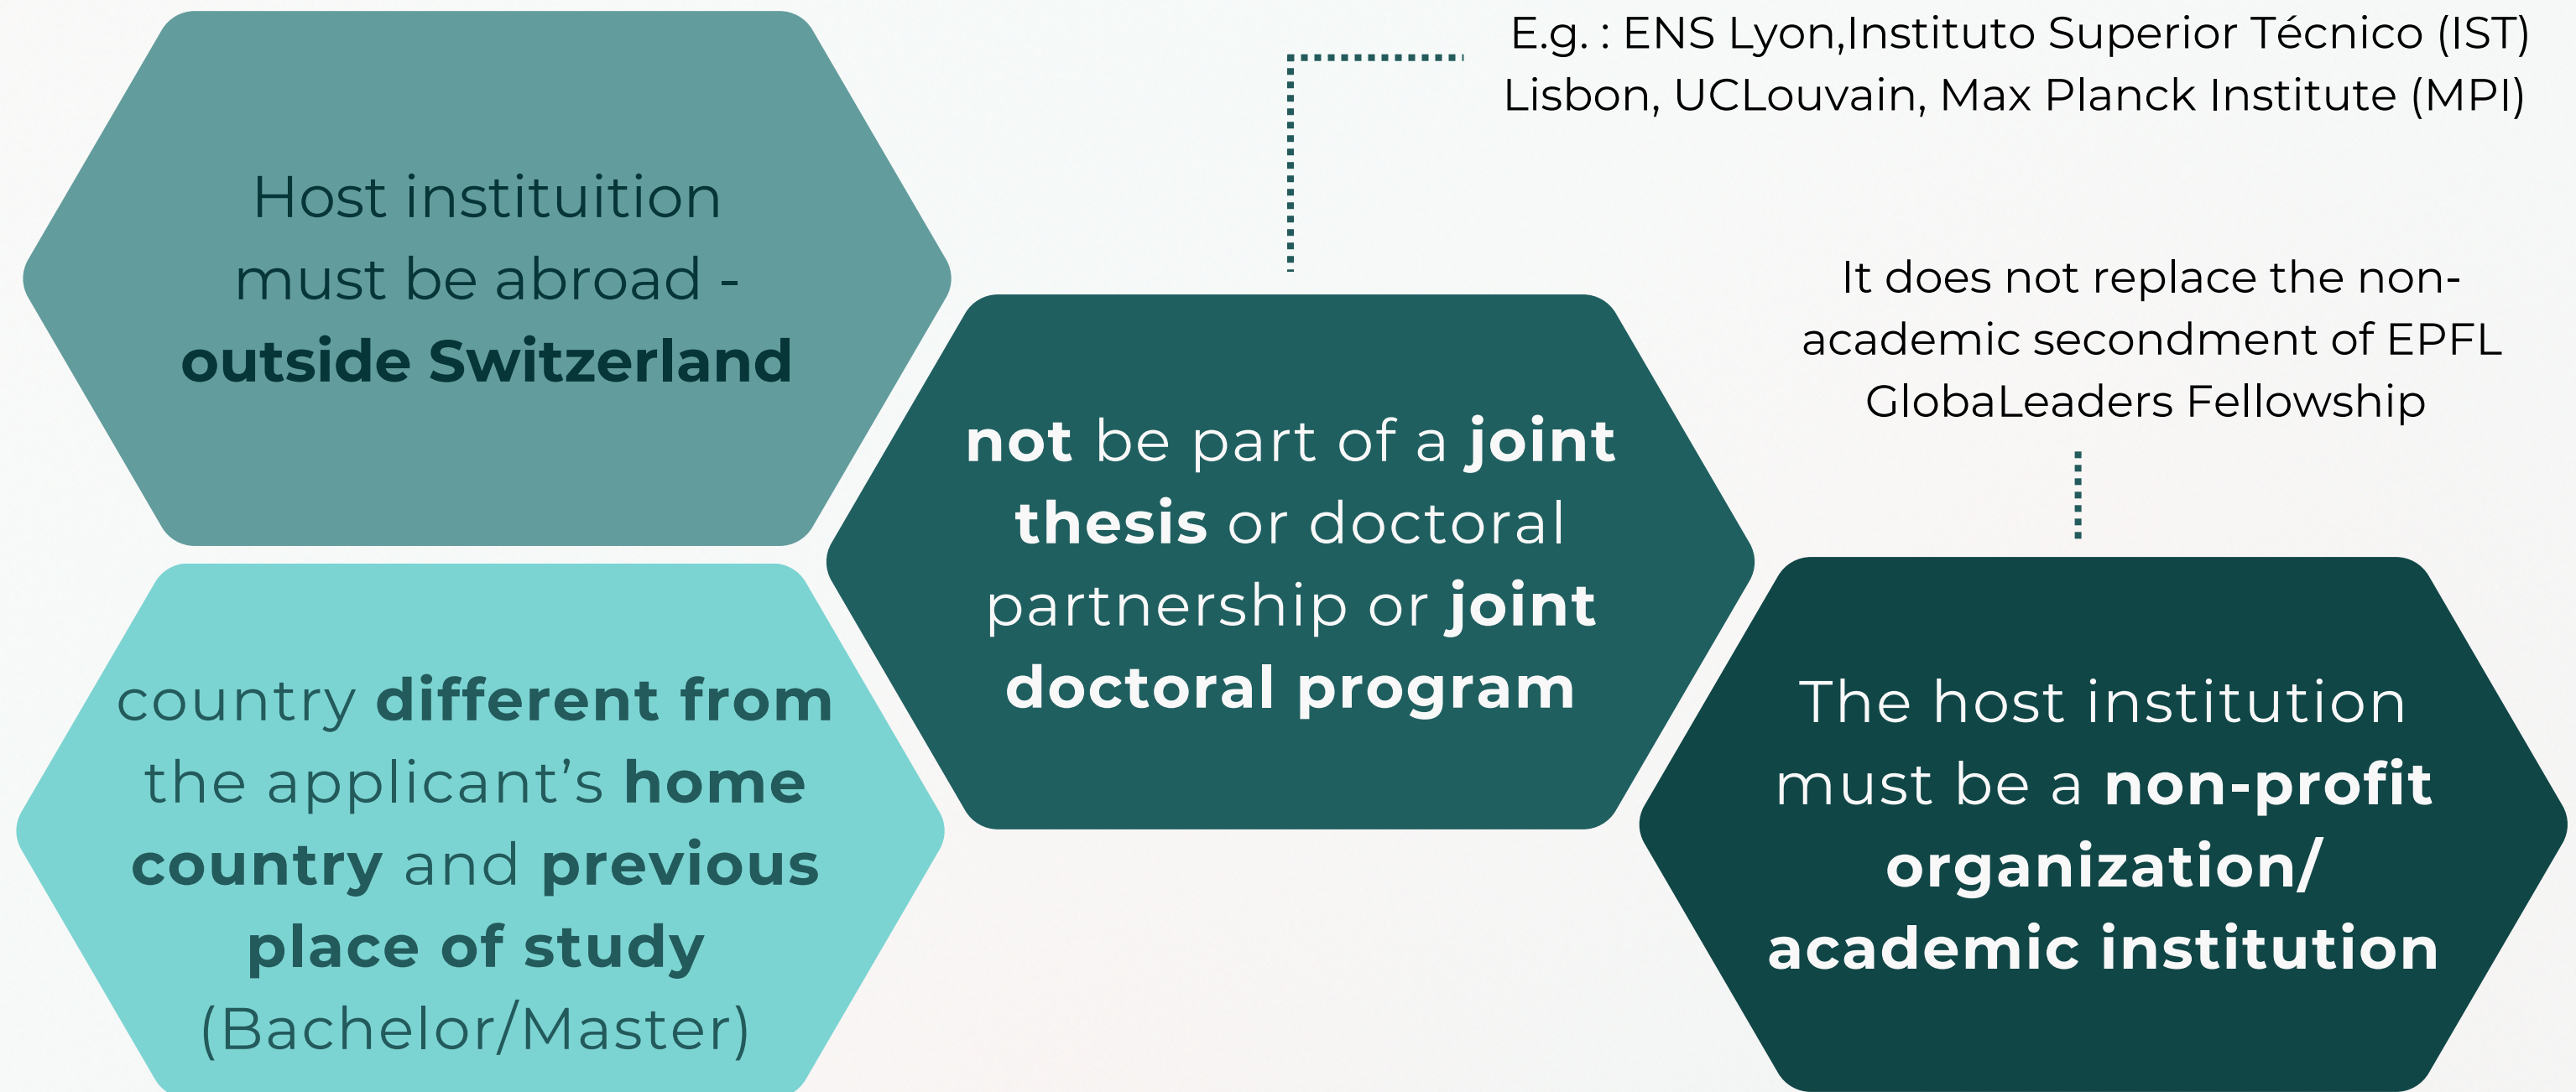 Host instituition
must be abroad -
outside Switzerland
country different from
the applicant's home
country and previous
place of study
(Bachelor/Master)
E.g. : ENS Lyon,Instituto Superior Técnico (IST)
Lisbon, UCLouvain, Max Planck Institute (MPI)
not be part of a joint
thesis or doctoral
partnership or joint
doctoral program
It does not replace the non-
academic secondment of EPFL
GlobaLeaders Fellowship
The host institution
must be a non-profit
organization/
academic institution